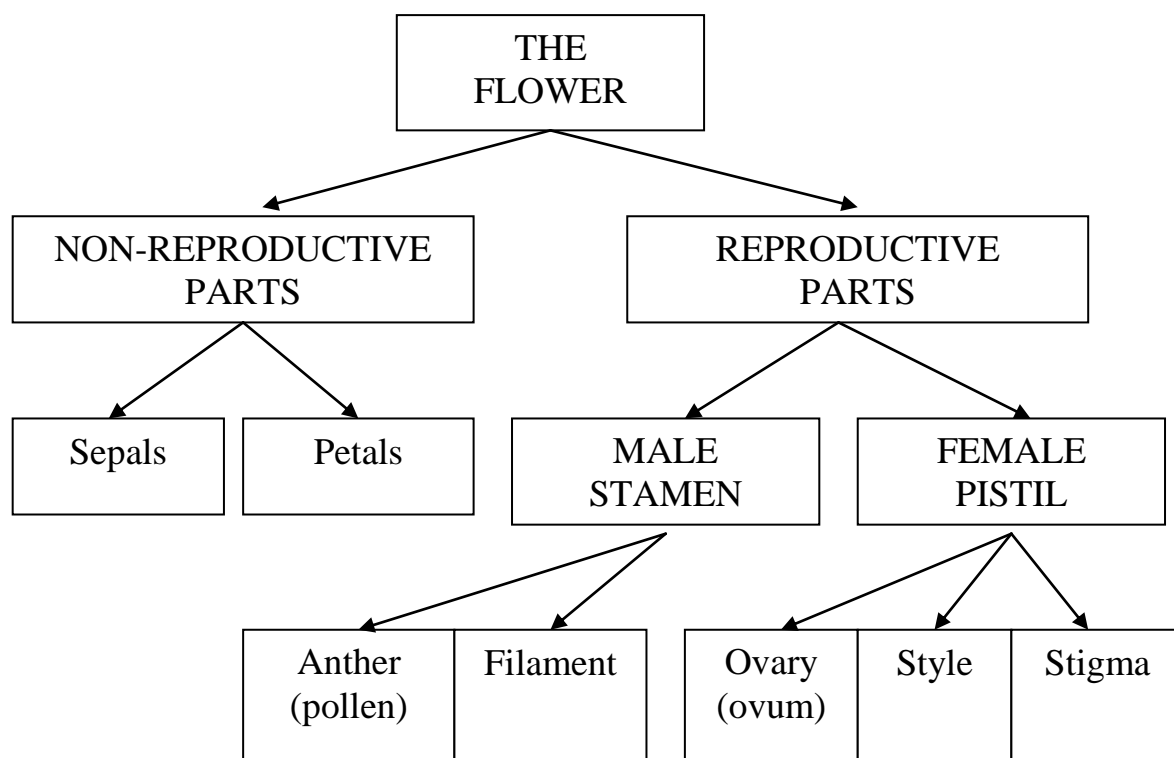 THE
FLOWER
NON-REPRODUCTIVE
PARTS
REPRODUCTIVE
PARTS
Sepals
Petals
MALE
STAMEN
FEMALE
PISTIL
Anther
(pollen)
Filament
Ovary
(ovum)
Style
Stigma